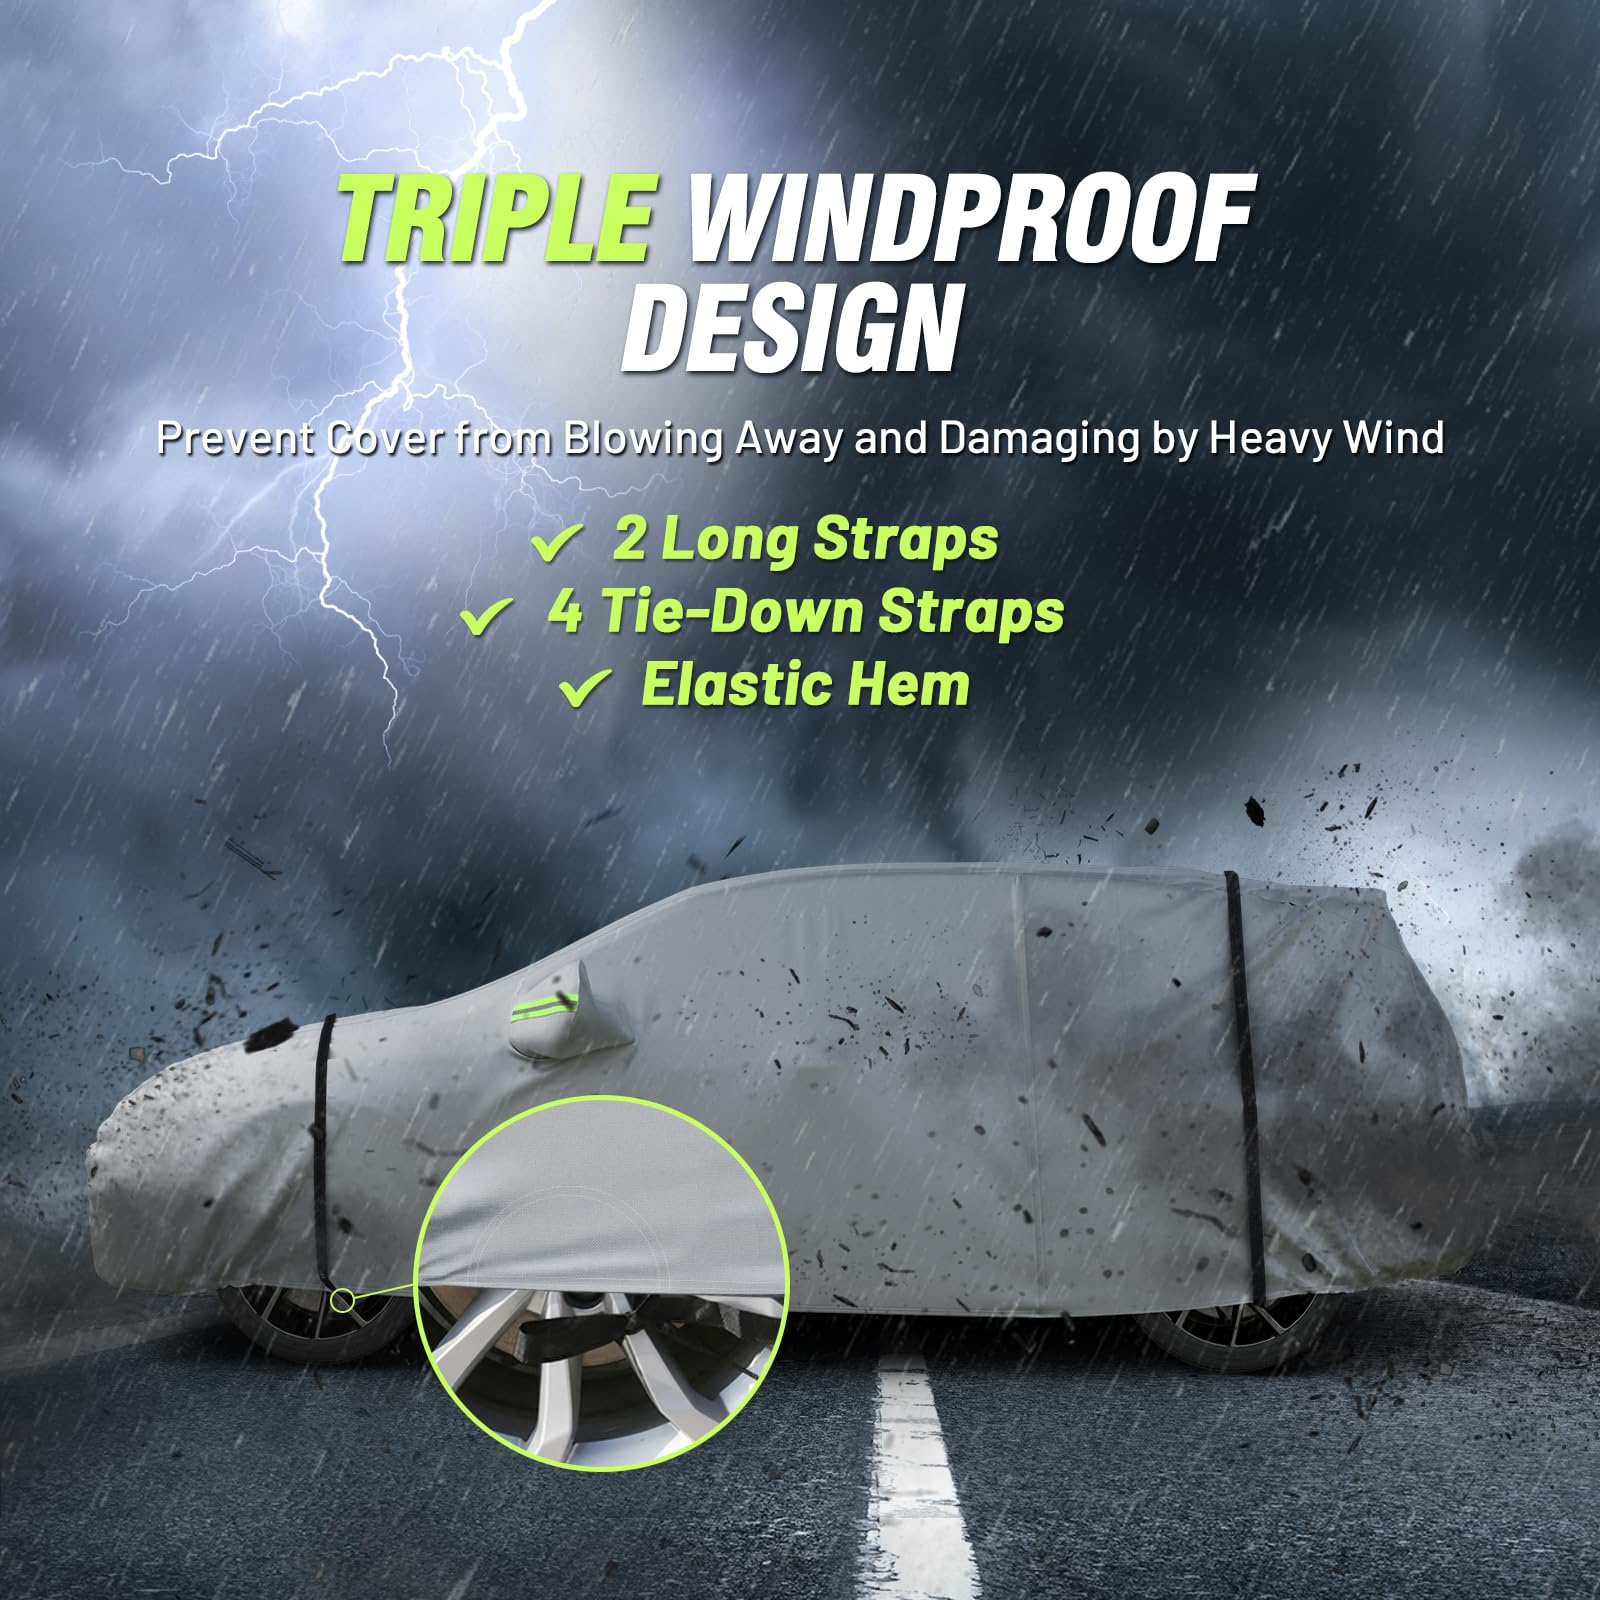 TRIPLE WINDPROOF
DESIGN
Prevent Cover from Blowing Away and Damaging by Heavy Wind
2 Long Straps
4 Tie-Down Straps
Elastic Hem